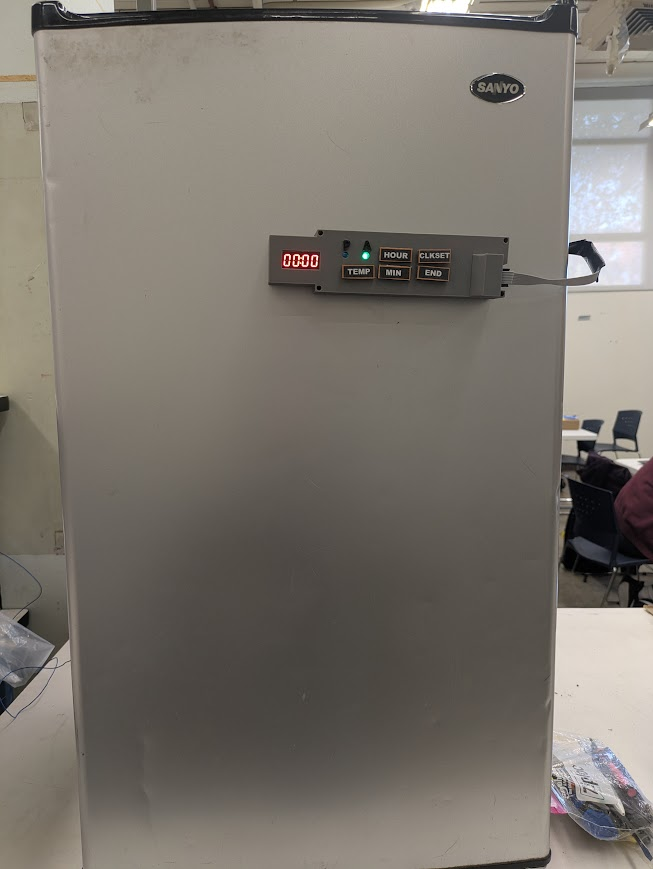 SANYO
00:00
P A HOUR CLKSET
TEMP MIN END